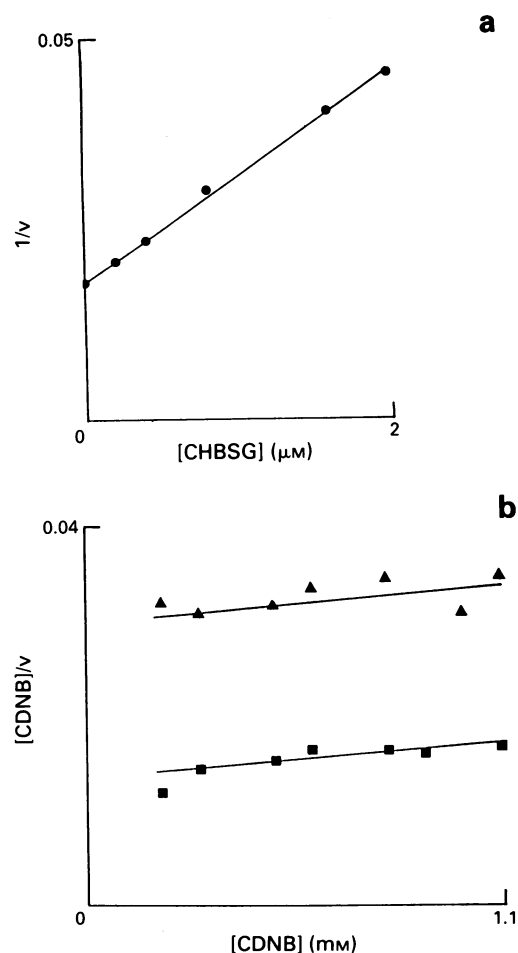 a
0.05
1/v
0
2
[CHBSG] (μM)
b
0.04
[CDNB]/v
0
1.1
[CDNB] (mM)